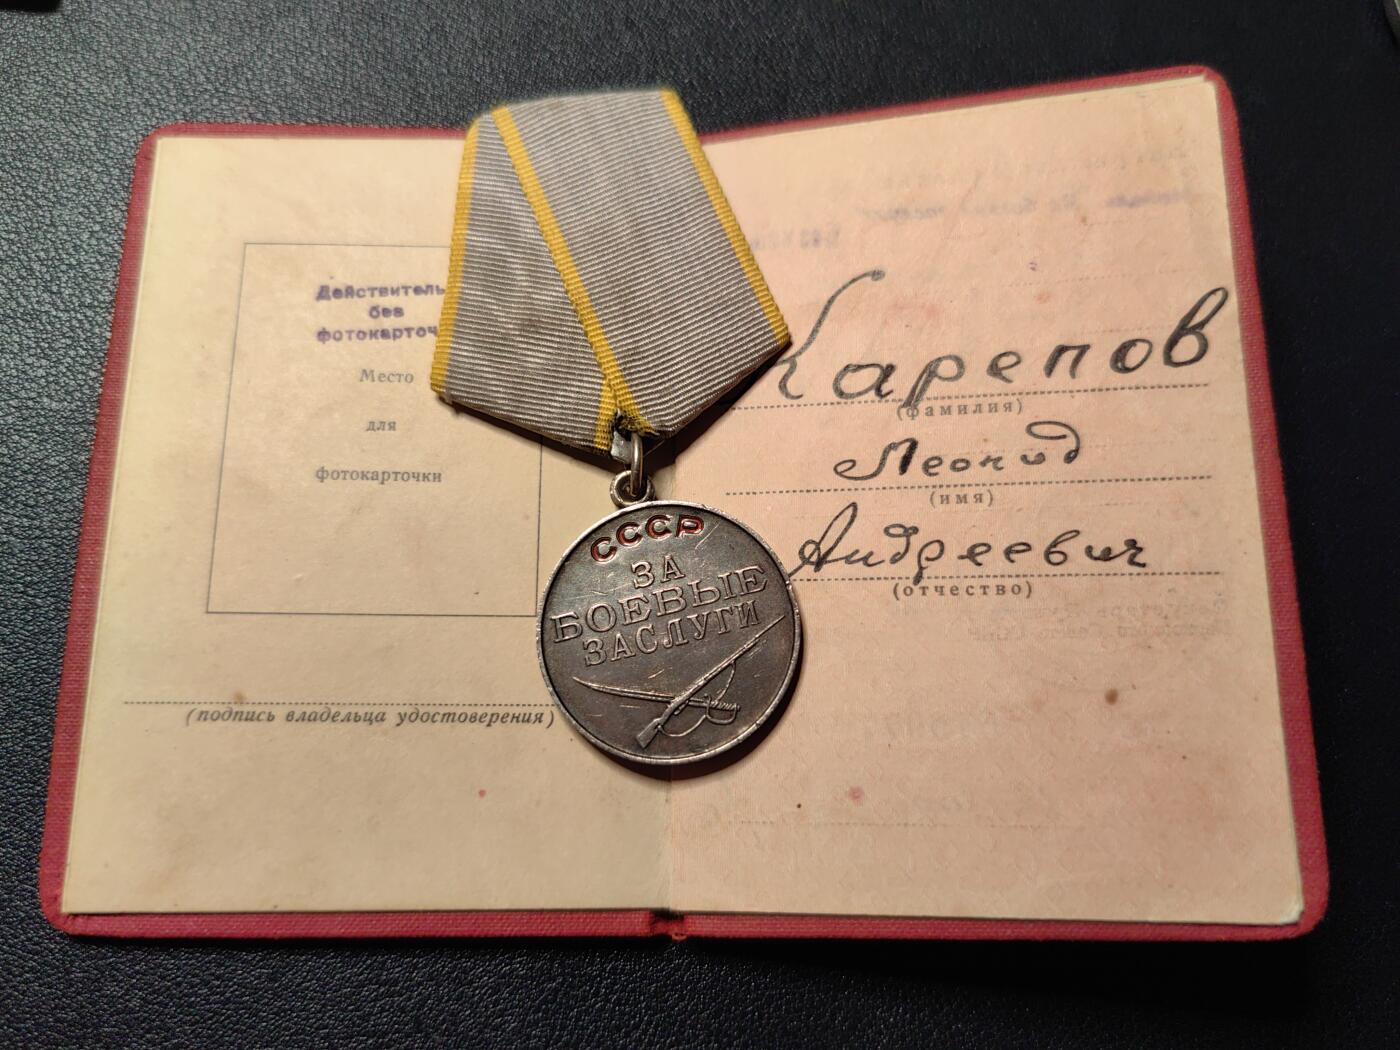 Действитель
без
фотокарточ
Место
для
фотокарточки
(подпись владельца удостоверения)
Карепов
(фамилия)
Леонид
(имя)
Андреевич
(отчество)
СССР
ЗА
БОЕВЫЕ
ЗАСЛУГИ